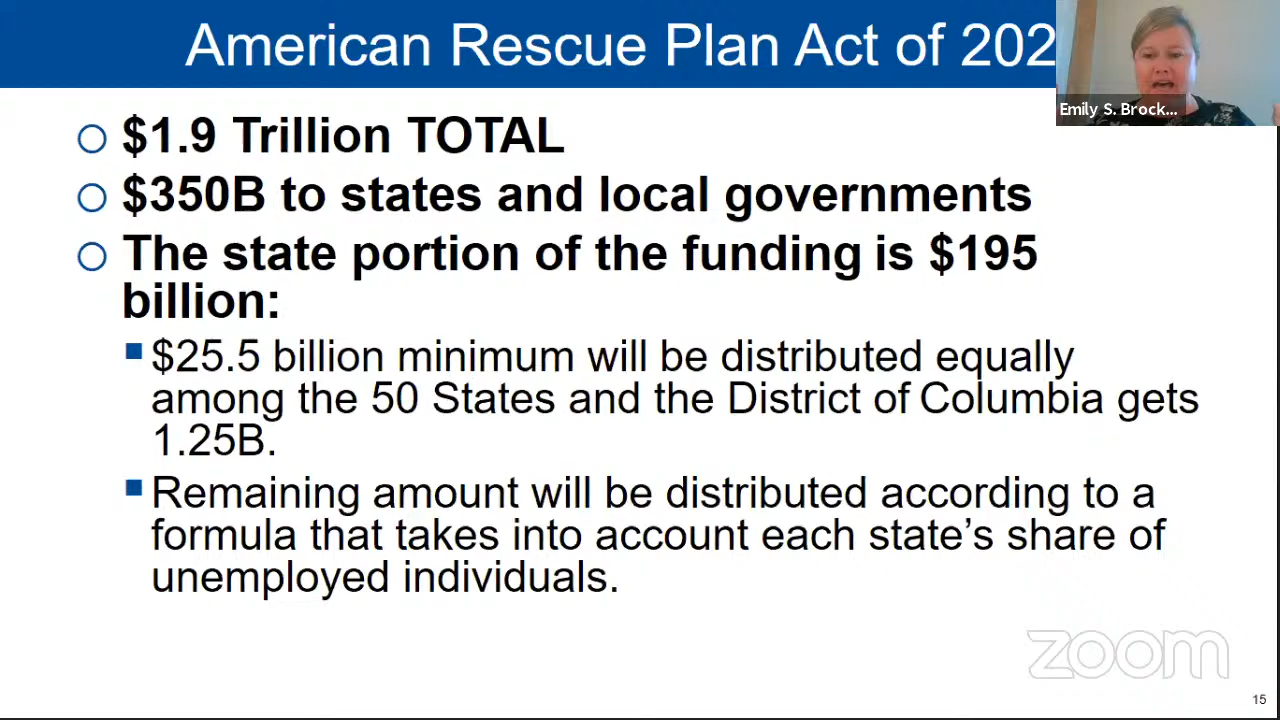 American Rescue Plan Act of 202
Emily S. Brock...
$1.9 Trillion TOTAL
$350B to states and local governments
The state portion of the funding is $195
billion:
$25.5 billion minimum will be distributed equally
among the 50 States and the District of Columbia gets
1.25B.
Remaining amount will be distributed according to a
formula that takes into account each state’s share of
unemployed individuals.
zoom
15